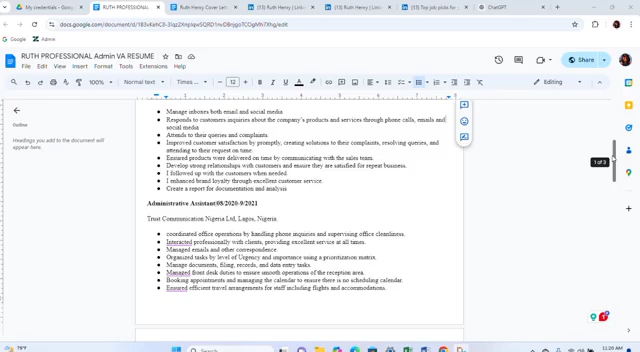 My credentials - Google Drive
RUTH PROFESSIONAL Admin VA
Ruth Henry Cover Lett
Ruth Henry | Link
Ruth Henry | Linke
Top job picks for
ChatGPT
Google
Admin
RUTH PROFESSIONAL Admin VA RESUME
File Edit View Insert Format Tools Extensions Help
Share
100%
Normal text
Times ...
12
Editing
Outline
Headings you add to the document will
appear here.
Manage inboxes both email and social media
Responds to customers inquiries about the company's products and services through phone calls, emails and
social media
Attends to their queries and complaints.
Improved customer satisfaction by promptly, creating solutions to their complaints, resolving queries, and
attending to their request on time.
Ensured products were delivered on time by communicating with the sales team.
Develop strong relationships with customers and ensure they are satisfied for repeat business.
I followed up with the customers when needed.
I enhanced brand loyalty through excellent customer service.
Create a report for documentation and analysis
1 of 3
Administrative Assistant|08/2020-9/2021
Trust Communication Nigeria Ltd, Lagos, Nigeria.
coordinated office operations by handling phone inquiries and supervising office cleanliness.
Interacted professionally with clients, providing excellent service at all times.
Managed emails and other correspondence.
Organized tasks by level of Urgency and importance using a prioritization matrix.
Manage documents, filing, records, and data entry tasks.
Managed front desk duties to ensure smooth operations of the reception area.
Booking appointments and managing the calendar to ensure there is no scheduling calendar.
Ensured efficient travel arrangements for staff including flights and accommodations.
79°F
Search
11:20 AM